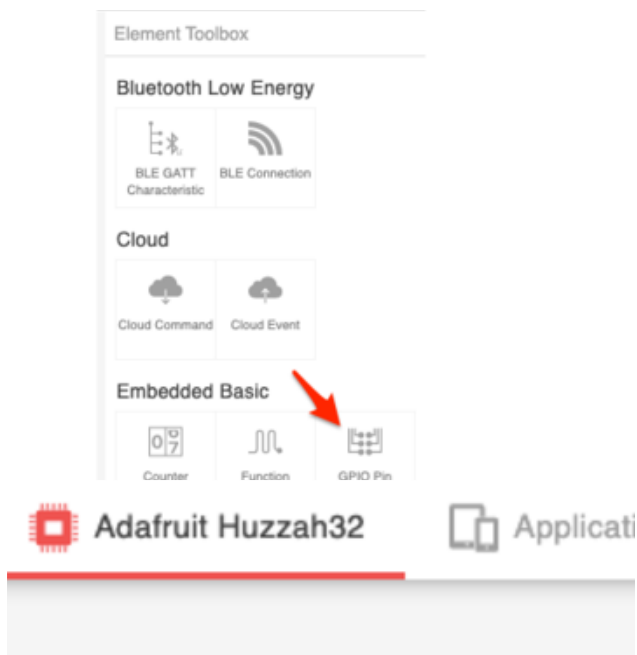 Element Toolbox
Bluetooth Low Energy
BLE GATT
Characteristic
BLE Connection
Cloud
Cloud Command
Cloud Event
Embedded Basic
Counter
Function
GPIO Pin
Adafruit Huzzah32
Applicati